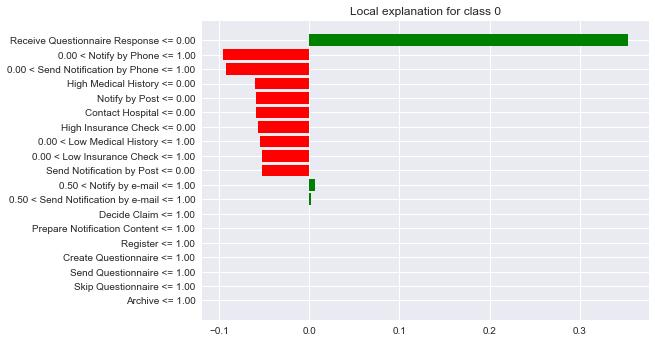 Local explanation for class 0
Receive Questionnaire Response <= 0.00
0.00 < Notify by Phone <= 1.00
0.00 < Send Notification by Phone <= 1.00
High Medical History <= 0.00
Notify by Post <= 0.00
Contact Hospital <= 0.00
High Insurance Check <= 0.00
0.00 < Low Medical History <= 1.00
0.00 < Low Insurance Check <= 1.00
Send Notification by Post <= 0.00
0.50 < Notify by e-mail <= 1.00
0.50 < Send Notification by e-mail <= 1.00
Decide Claim <= 1.00
Prepare Notification Content <= 1.00
Register <= 1.00
Create Questionnaire <= 1.00
Send Questionnaire <= 1.00
Skip Questionnaire <= 1.00
Archive <= 1.00
−0.1 0.0 0.1 0.2 0.3